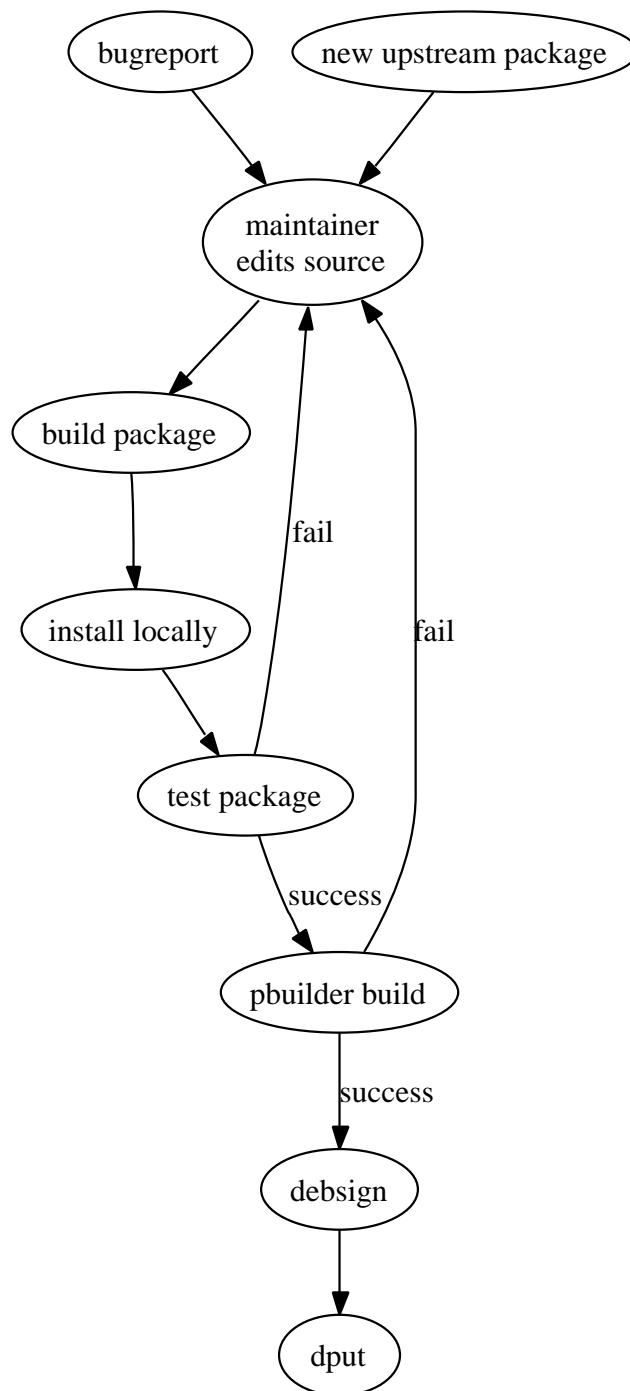 bugreport
new upstream package
maintainer
edits source
build package
fail
install locally
fail
test package
success
pbuilder build
success
debsign
dput